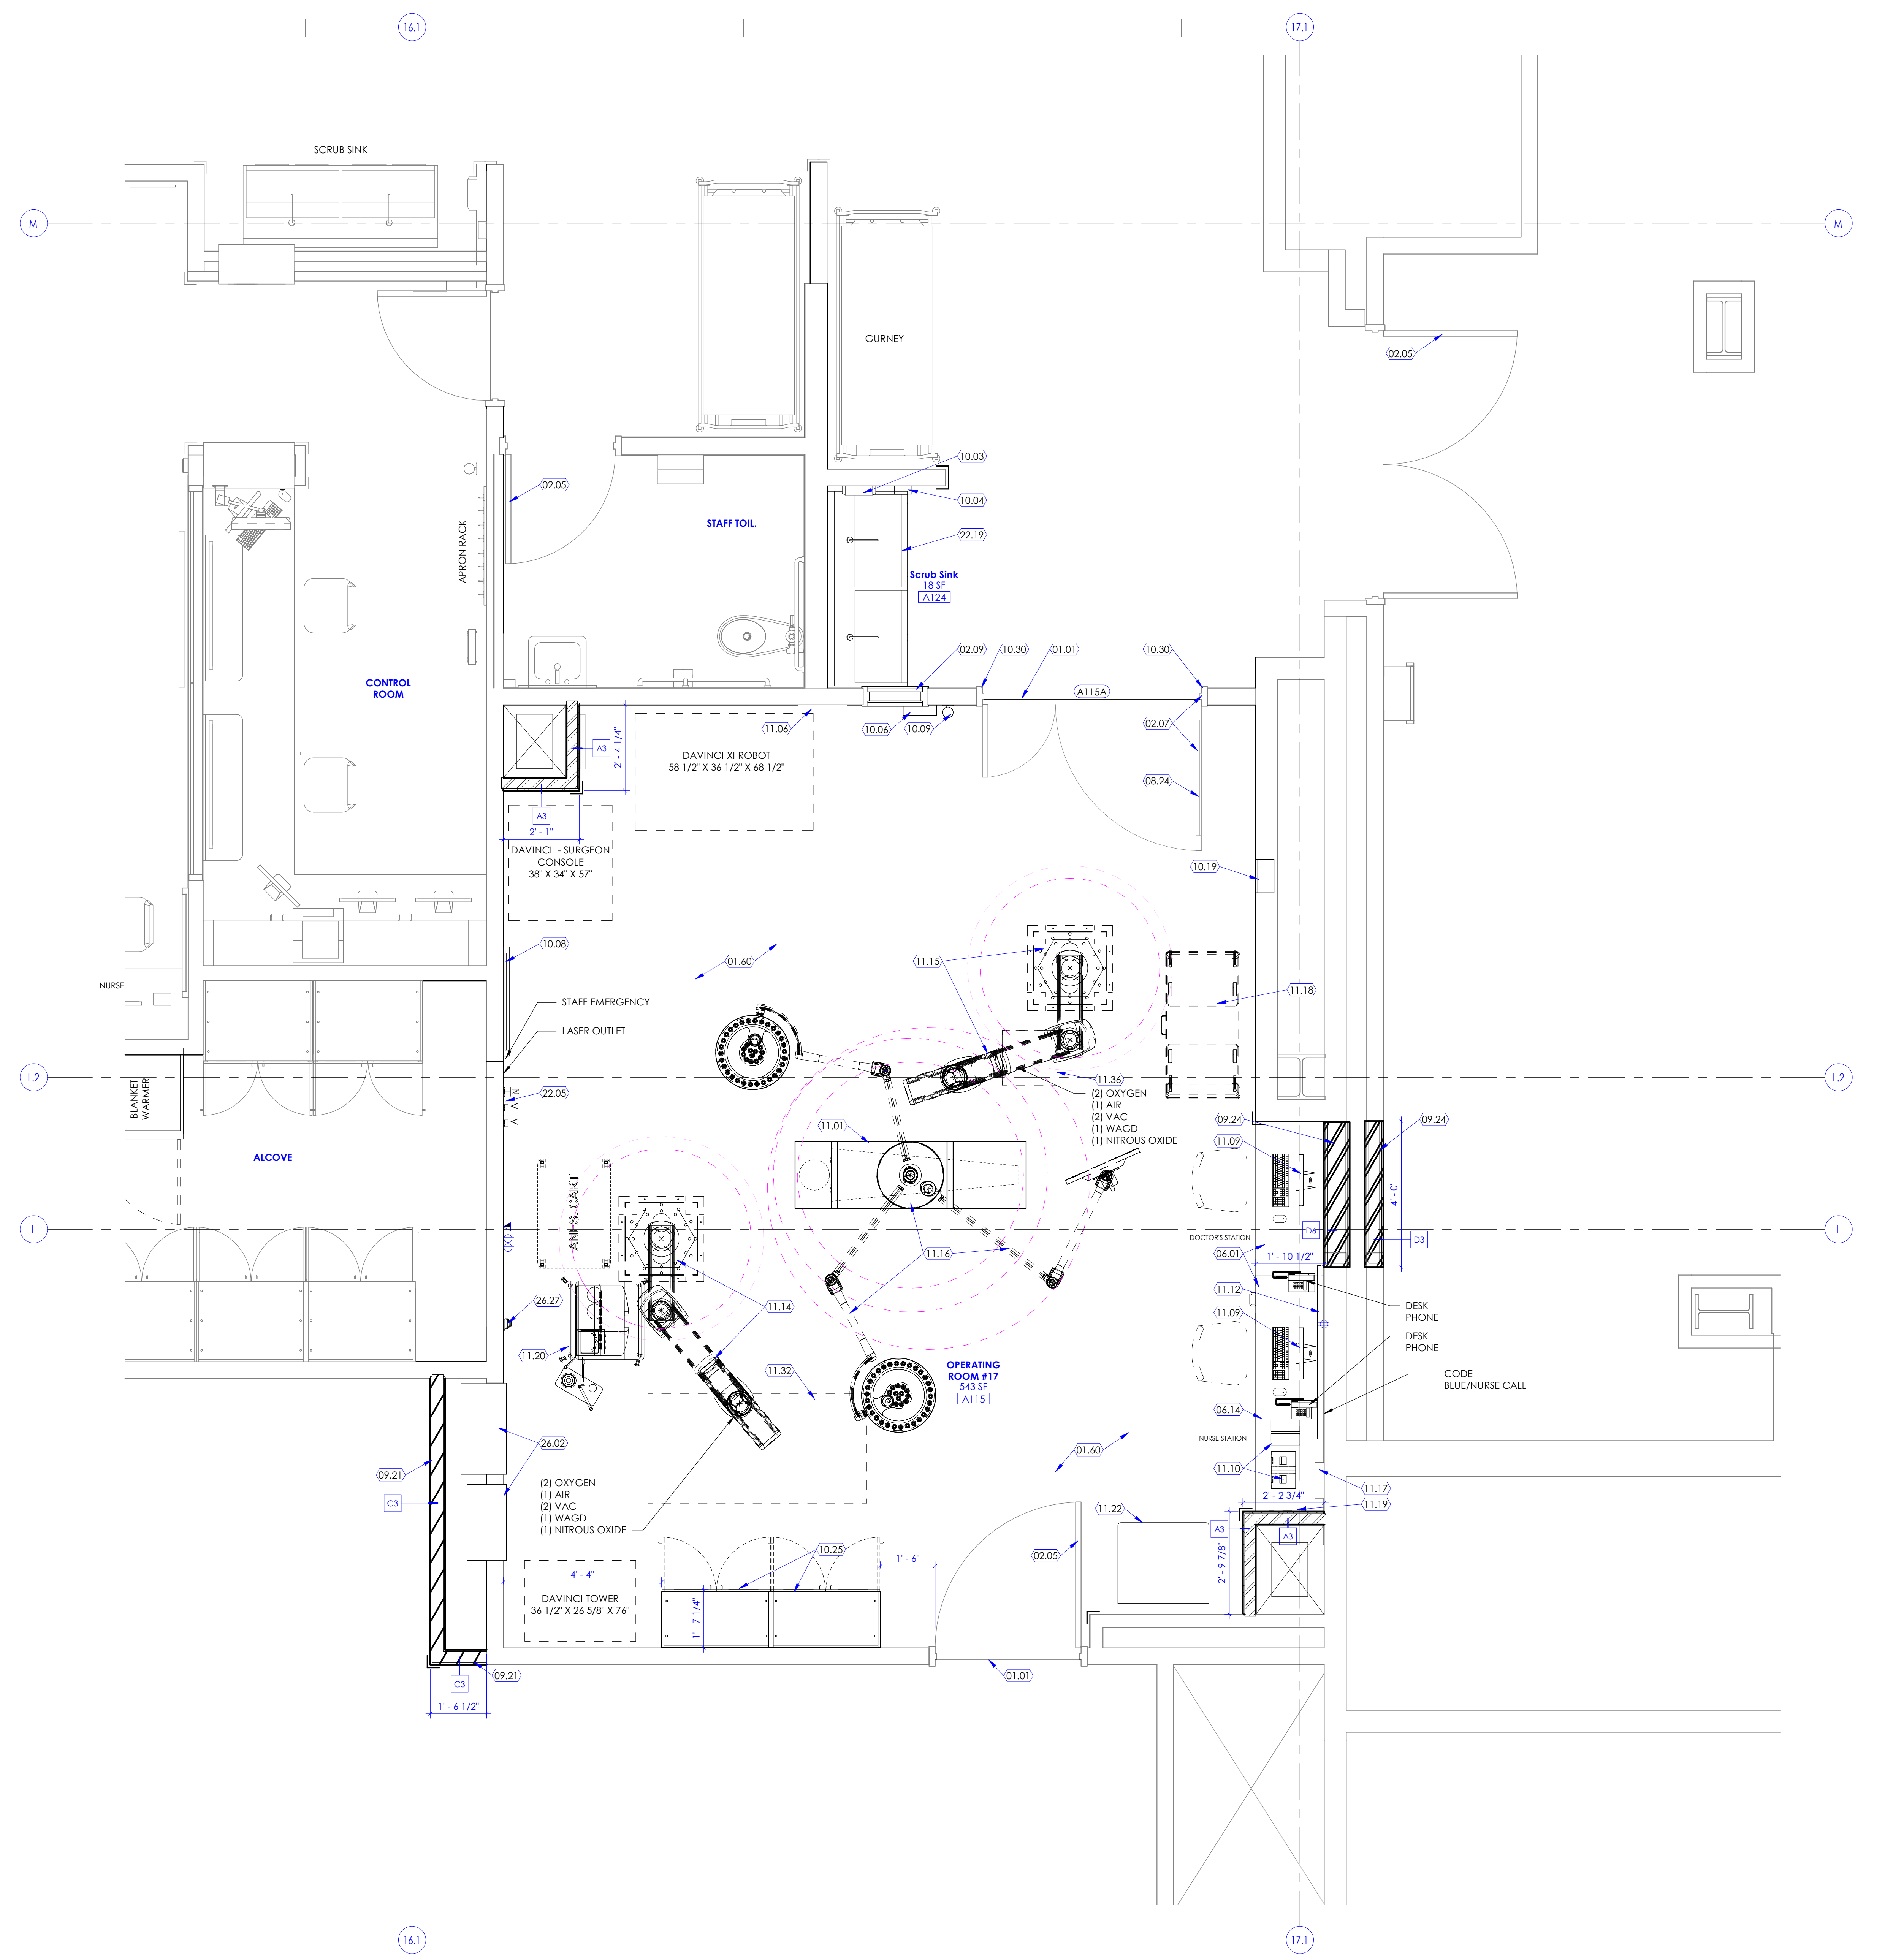 16.1
17.1
SCRUB SINK
M
M
GURNEY
02.05
10.03
02.05
10.04
STAFF TOIL.
22.19
APRON RACK
Scrub Sink
18 SF
A124
02.09
10.30
01.01
10.30
CONTROL
ROOM
A115A
11.06
10.06
10.09
02.07
A3
2' - 4 1/4"
DAVINCI XI ROBOT
58 1/2" X 36 1/2" X 68 1/2"
08.24
A3
2' - 1"
DAVINCI - SURGEON
CONSOLE
38" X 34" X 57"
10.19
10.08
01.60
11.15
NURSE
STAFF EMERGENCY
11.18
LASER OUTLET
L.2
L.2
BLANKET
WARMER
N
V
V
22.05
11.36
(2) OXYGEN
(1) AIR
(2) VAC
(1) WAGD
(1) NITROUS OXIDE
11.01
09.24
09.24
11.09
ALCOVE
4' - 0"
ANES. CART
L
L
D6
D3
DOCTOR'S STATION
11.16
06.01
1' - 10 1/2"
11.12
26.27
11.14
11.09
DESK
PHONE
DESK
PHONE
11.20
11.32
OPERATING
ROOM #17
543 SF
A115
CODE
BLUE/NURSE CALL
06.14
NURSE STATION
26.02
01.60
09.21
11.10
C3
(2) OXYGEN
(1) AIR
(2) VAC
(1) WAGD
(1) NITROUS OXIDE
11.17
2' - 2 3/4"
11.19
11.22
A3
A3
10.25
02.05
1' - 6"
4' - 4"
2' - 9 7/8"
DAVINCI TOWER
36 1/2" X 26 5/8" X 76"
1' - 7 1/4"
09.21
01.01
C3
1' - 6 1/2"
16.1
17.1